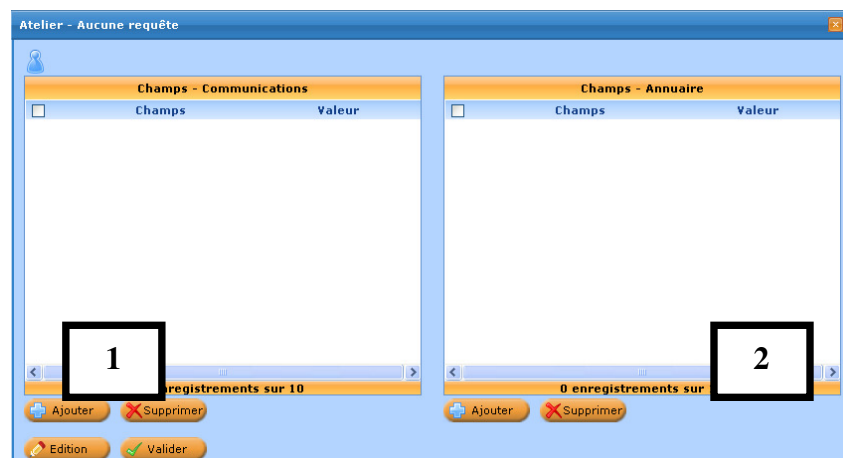 Atelier - Aucune requête
Champs - Communications
Champs
Valeur
Champs - Annuaire
Champs
Valeur
1
2
enregistrements sur 10
0 enregistrements sur
Ajouter
Supprimer
Ajouter
Supprimer
Edition
Valider